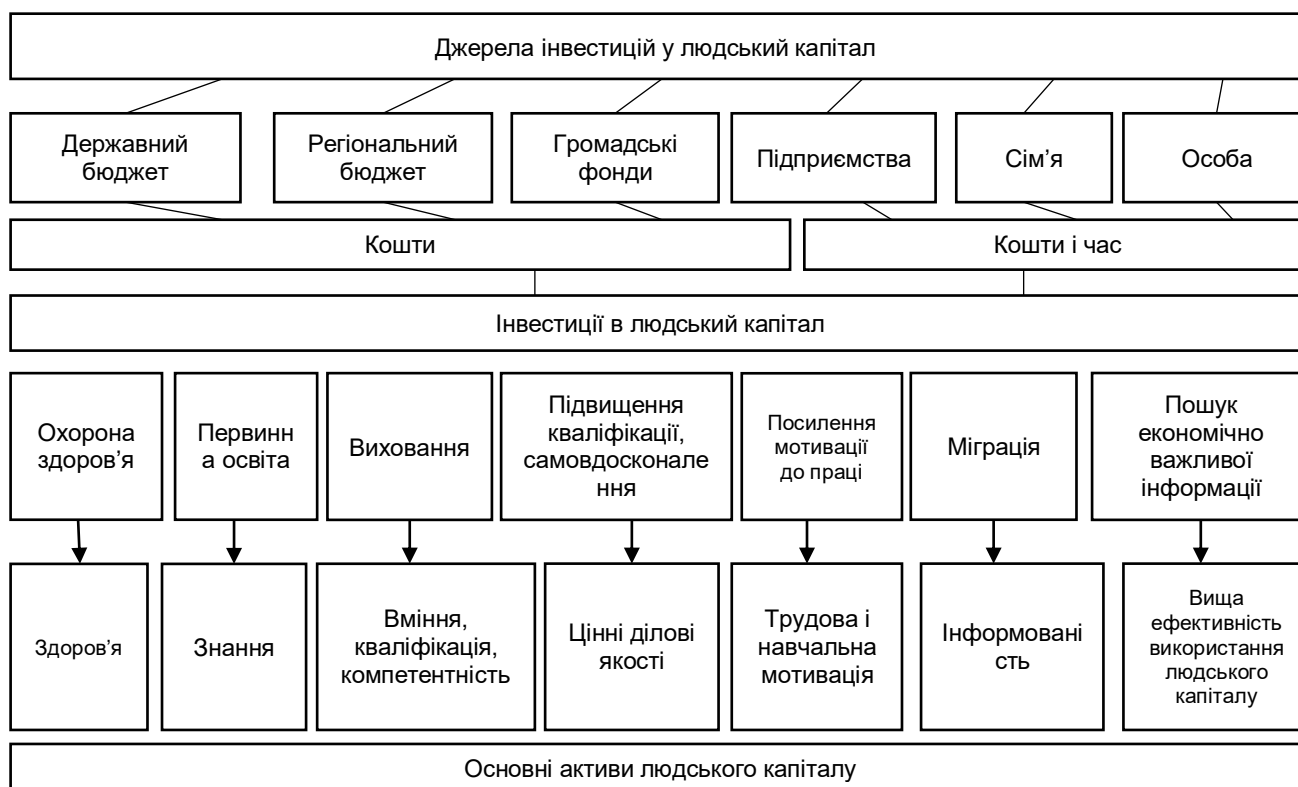 Джерела інвестицій у людський капітал
Державний
бюджет
Регіональний
бюджет
Громадські
фонди
Підприємства
Сім’я
Особа
Кошти
Кошти і час
Інвестиції в людський капітал
Охорона
здоров’я
Первинн
а освіта
Виховання
Підвищення
кваліфікації,
самовдосконале
ння
Посилення
мотивації
до праці
Міграція
Пошук
економічно
важливої
інформації
Здоров’я
Знання
Вміння,
кваліфікація,
компетентність
Цінні ділові
якості
Трудова і
навчальна
мотивація
Інформовані
сть
Вища
ефективність
використання
людського
капіталу
Основні активи людського капіталу